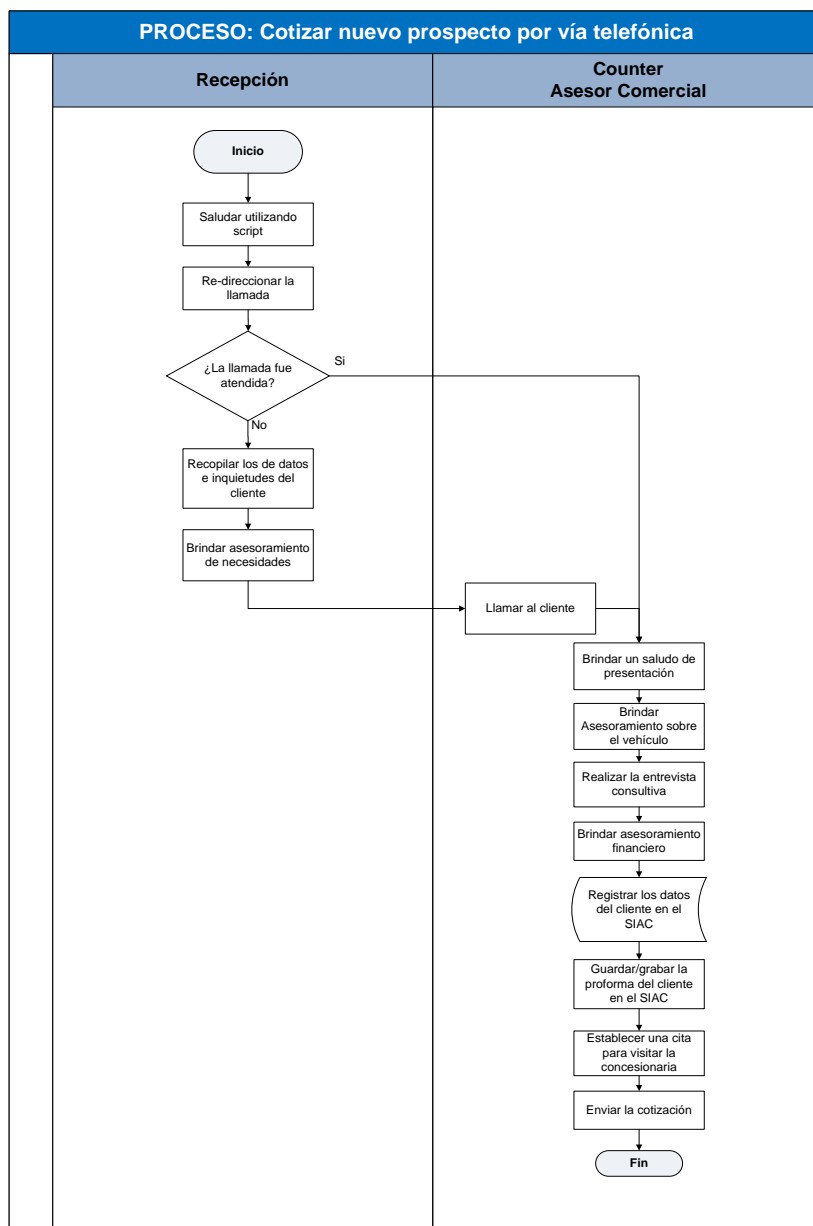 PROCESO: Cotizar nuevo prospecto por vía telefónica
Recepción
Counter
Asesor Comercial
Inicio
Saludar utilizando
script
Re-direccionar la
llamada
¿La llamada fue
atendida?
Si
No
Recopilar los de datos
e inquietudes del
cliente
Brindar asesoramiento
de necesidades
Llamar al cliente
Brindar un saludo de
presentación
Brindar
Asesoramiento sobre
el vehículo
Realizar la entrevista
consultiva
Brindar asesoramiento
financiero
Registrar los datos
del cliente en el
SIAC
Guardar/grabar la
proforma del cliente
en el SIAC
Establecer una cita
para visitar la
concesionaria
Enviar la cotización
Fin